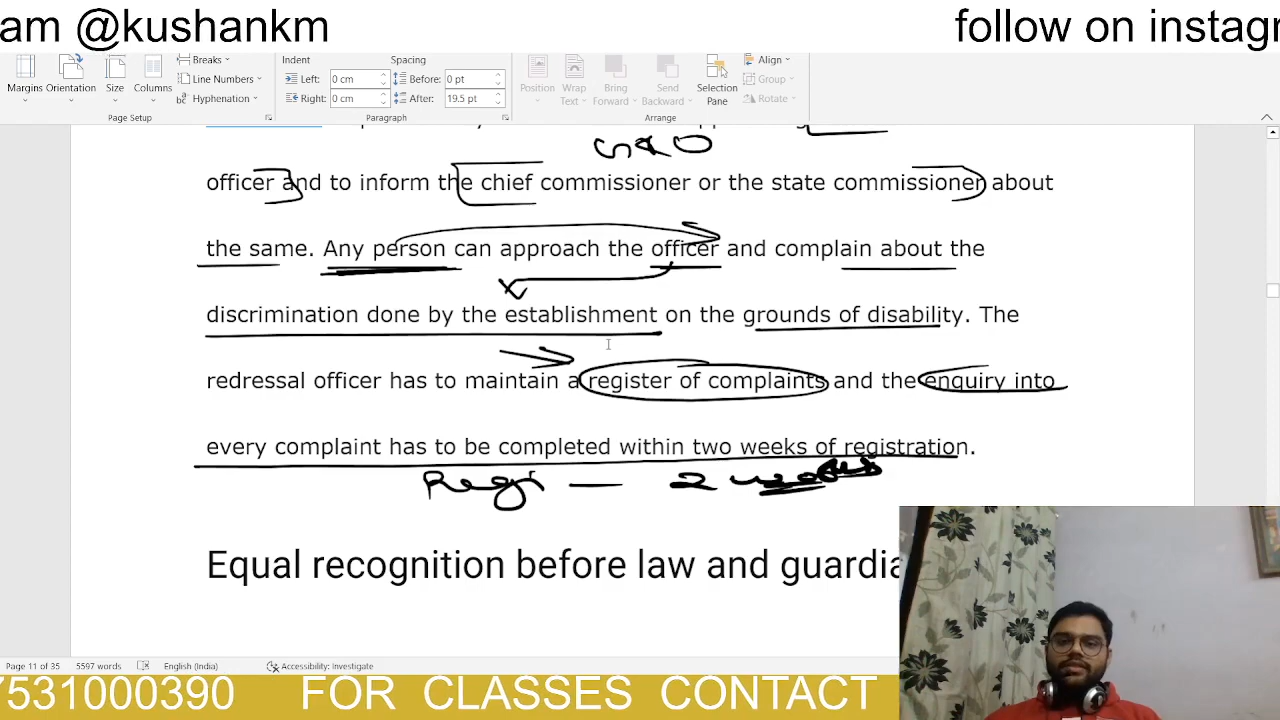 am @kushankm follow on instagr
Breaks
Line Numbers
Hyphenation
Margins Orientation Size Columns
Page Setup
Indent Spacing
Left: 0 cm Before: 0 pt
Right: 0 cm After: 19.5 pt
Paragraph
Position Wrap Text Bring Forward Send Backward Selection Pane
Align
Group
Rotate
Arrange
officer and to inform the chief commissioner or the state commissioner about
the same. Any person can approach the officer and complain about the
discrimination done by the establishment on the grounds of disability. The
redressal officer has to maintain a register of complaints and the enquiry into
every complaint has to be completed within two weeks of registration.
Regi — 2 weeks
Equal recognition before law and guardia
Page 11 of 35 5597 words English (India) Accessibility: Investigate
7531000390 FOR CLASSES CONTACT